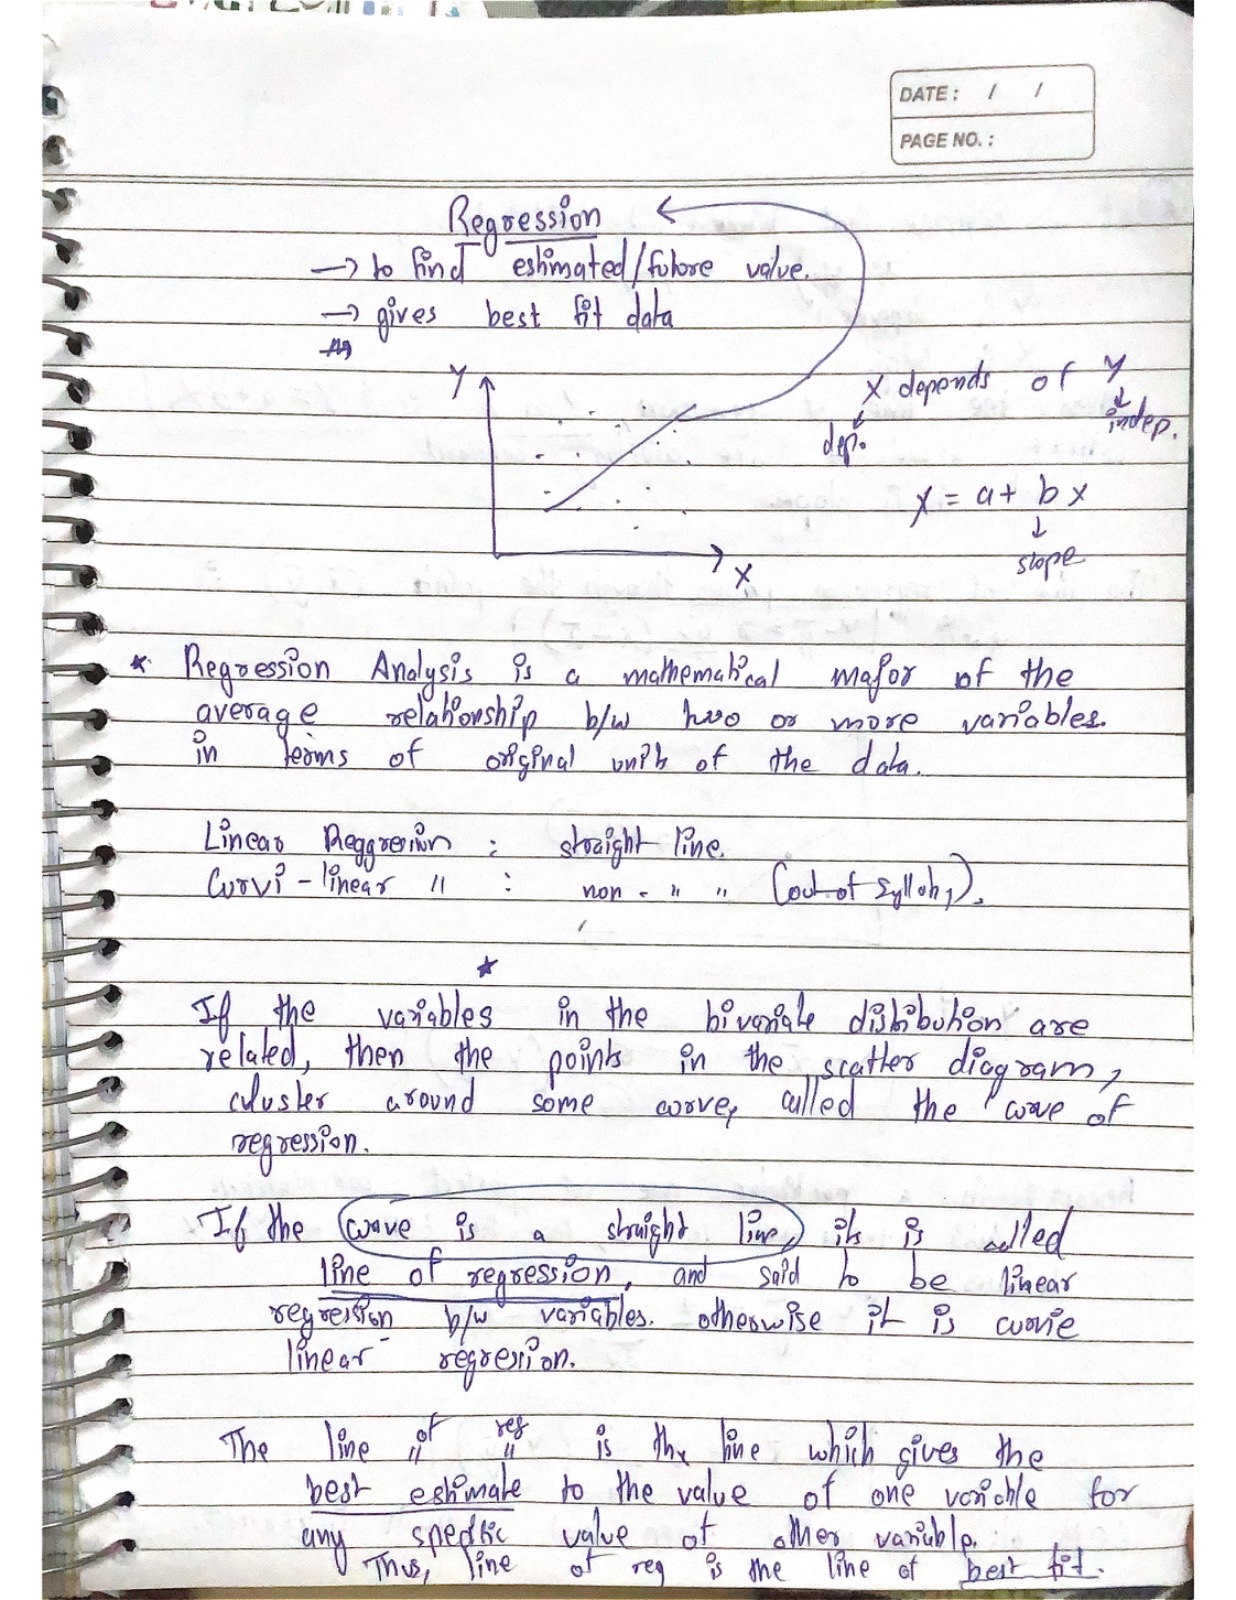 DATE: / /
PAGE NO. :
Regression
→ to find estimated/future value.
→ gives best fit data
Y
X
X depends of Y
dep.
indep.
Y = a + b x
slope
* Regression Analysis is a mathematical major of the
average relationship b/w two or more variables.
in terms of original units of the data.
Linear Reggression : straight line.
Curvi - linear " : non - " " (out of syllabus).
*
If the variables in the bivariate distribution are
related, then the points in the scatter diagram,
cluster around some curve, called the curve of
regression.
If the curve is a straight line, its is called
line of regression, and said to be linear
regression b/w variables. otherwise it is curvie
linear regression.
The line of reg is the line which gives the
" "
best estimate to the value of one variable for
any specific value of other variable.
Thus, line of reg is the line of best fit.